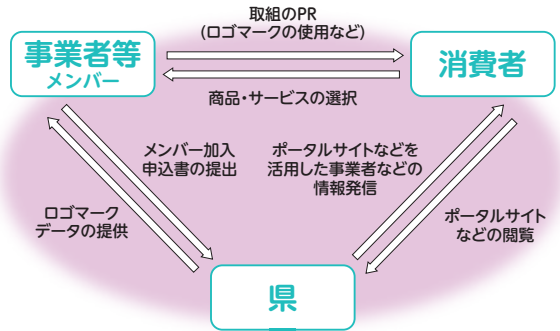 取組のPR
(ロゴマークの使用など)
事業者等
メンバー
消費者
商品・サービスの選択
メンバー加入
申込書の提出
ポータルサイトなどを
活用した事業者などの
情報発信
ロゴマーク
データの提供
ポータルサイト
などの閲覧
県